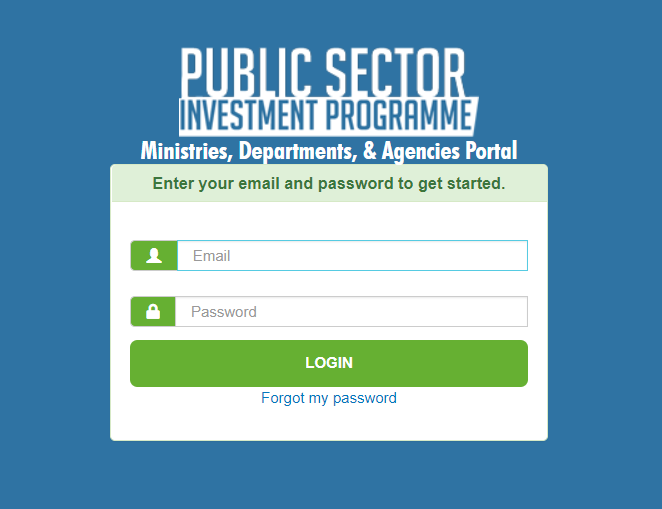 PUBLIC SECTOR
INVESTMENT PROGRAMME
Ministries, Departments, & Agencies Portal
Enter your email and password to get started.
Email
Password
LOGIN
Forgot my password